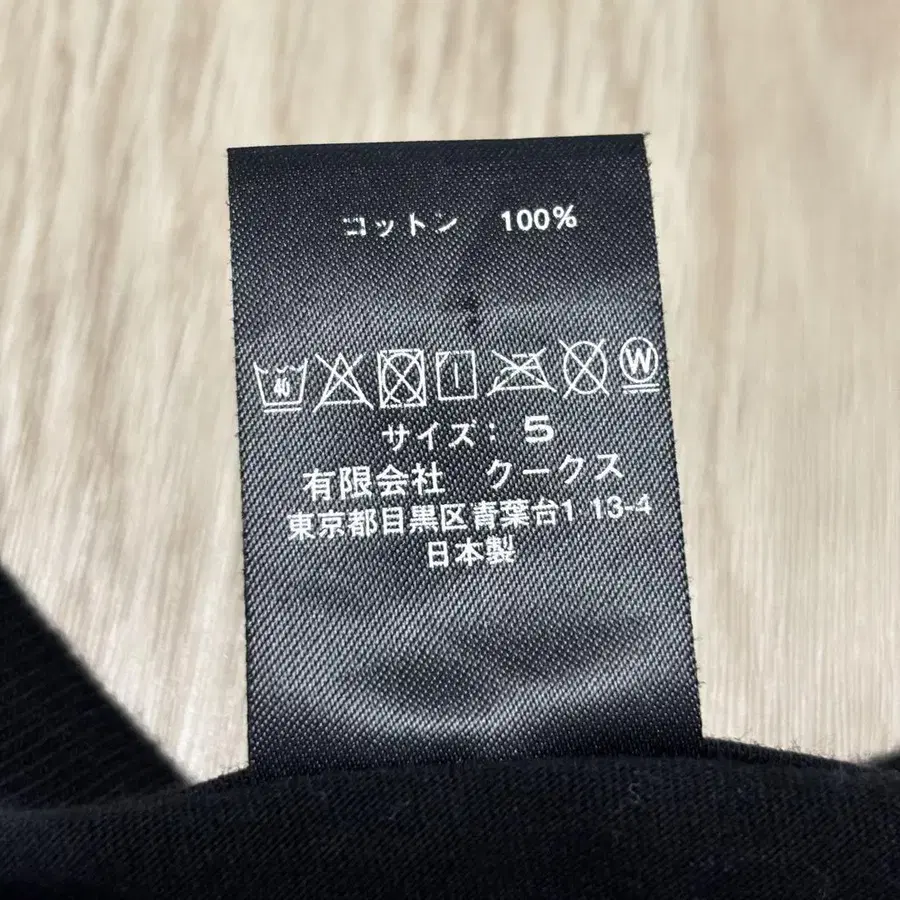 コットン 100%
40 W
サイズ: 5
有限会社 クークス
東京都目黒区青葉台1 13-4
日本製